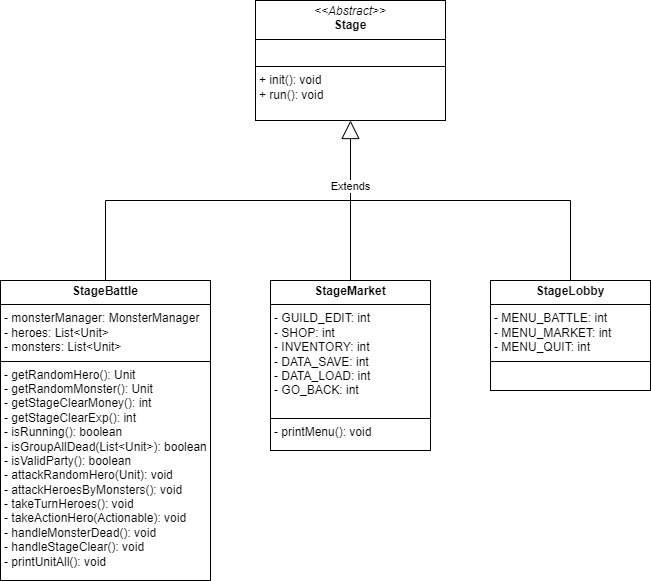 <<Abstract>>
Stage
+ init(): void
+ run(): void
Extends
StageBattle
- monsterManager: MonsterManager
- heroes: List<Unit>
- monsters: List<Unit>
- getRandomHero(): Unit
- getRandomMonster(): Unit
- getStageClearMoney(): int
- getStageClearExp(): int
- isRunning(): boolean
- isGroupAllDead(List<Unit>): boolean
- isValidParty(): boolean
- attackRandomHero(Unit): void
- attackHeroesByMonsters(): void
- takeTurnHeroes(): void
- takeActionHero(Actionable): void
- handleMonsterDead(): void
- handleStageClear(): void
- printUnitAll(): void
StageMarket
- GUILD_EDIT: int
- SHOP: int
- INVENTORY: int
- DATA_SAVE: int
- DATA_LOAD: int
- GO_BACK: int
- printMenu(): void
StageLobby
- MENU_BATTLE: int
- MENU_MARKET: int
- MENU_QUIT: int